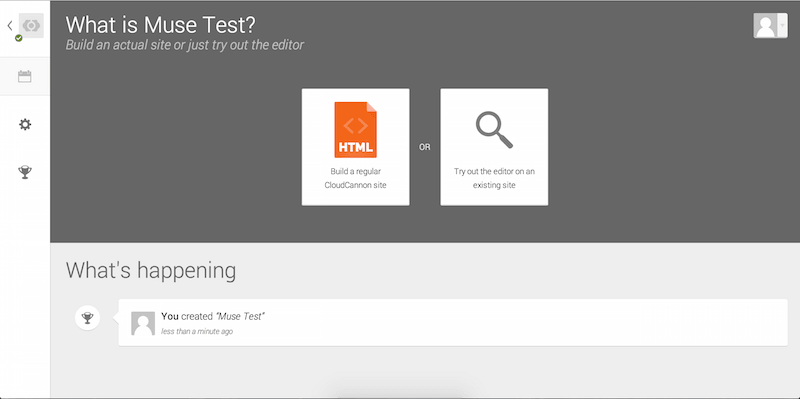 What is Muse Test?
Build an actual site or just try out the editor
HTML
Build a regular
CloudCannon site
OR
Try out the editor on an
existing site
What's happening
You created “Muse Test”
less than a minute ago